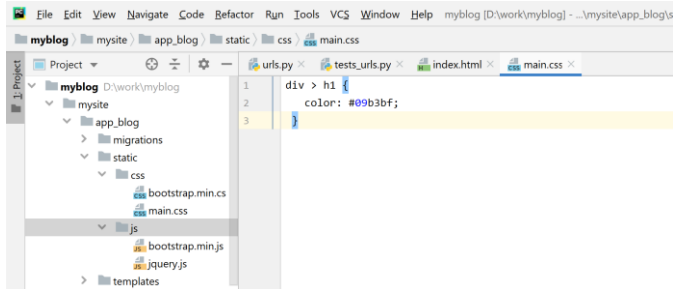 File Edit View Navigate Code Refactor Run Tools VCS Window Help myblog [D:\work\myblog] - ...\mysite\app_blog\s
myblog mysite app_blog static css main.css
1: Project
Project
urls.py tests_urls.py index.html main.css
myblog D:\work\myblog
mysite
app_blog
migrations
static
css
bootstrap.min.cs
main.css
js
bootstrap.min.js
jquery.js
templates
1 div > h1 {
2 color: #09b3bf;
3 }